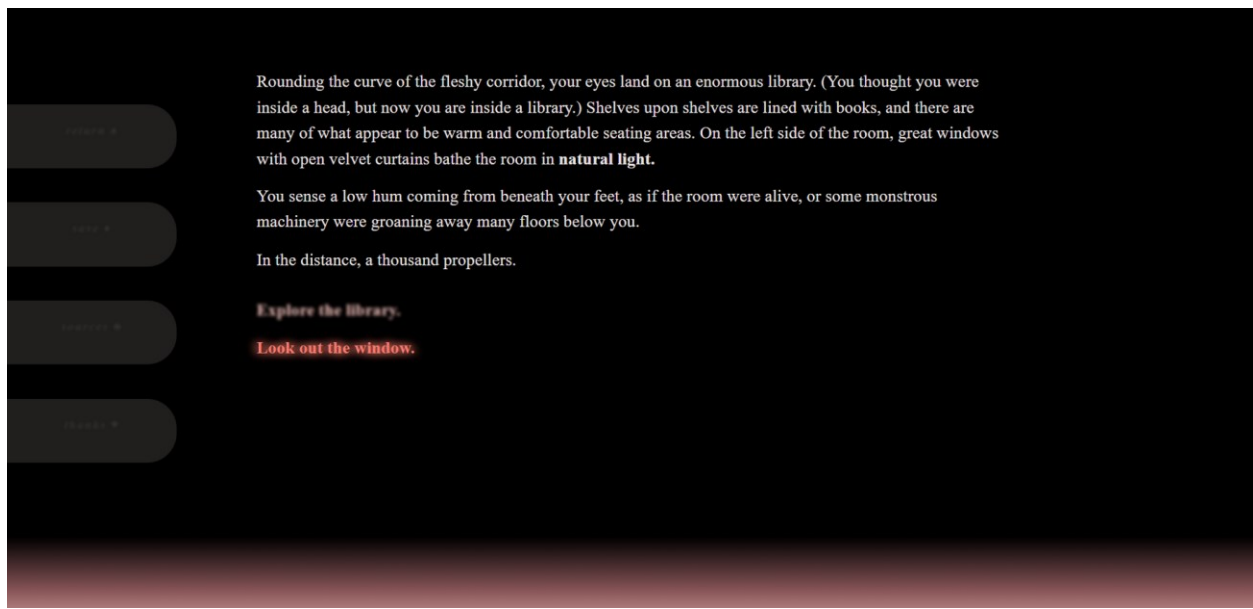 Rounding the curve of the fleshy corridor, your eyes land on an enormous library. (You thought you were
inside a head, but now you are inside a library.) Shelves upon shelves are lined with books, and there are
many of what appear to be warm and comfortable seating areas. On the left side of the room, great windows
with open velvet curtains bathe the room in natural light.
You sense a low hum coming from beneath your feet, as if the room were alive, or some monstrous
machinery were groaning away many floors below you.
In the distance, a thousand propellers.
Explore the library.
Look out the window.